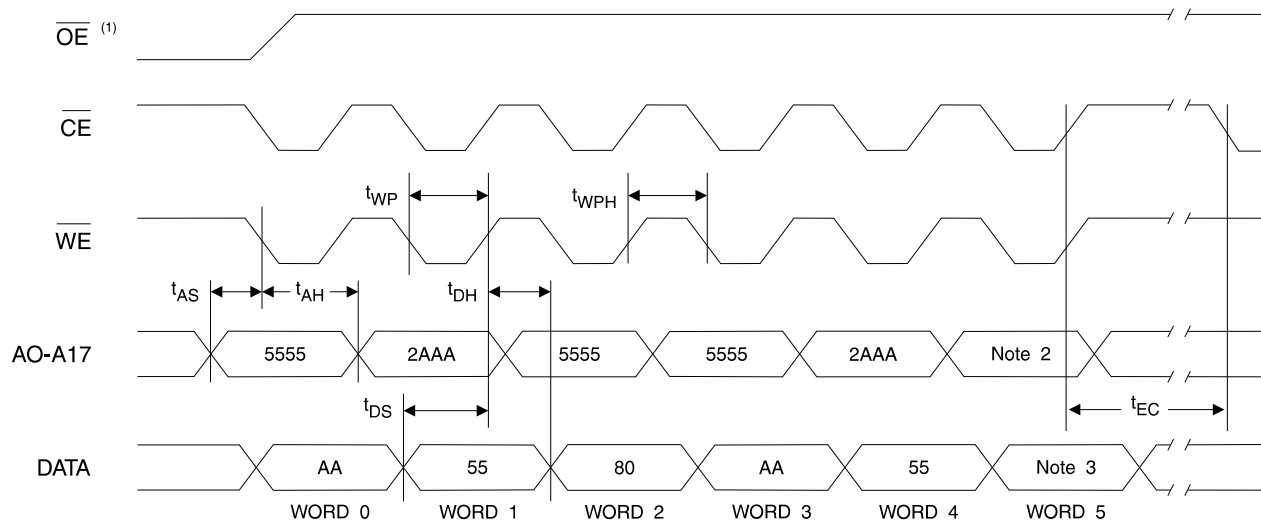 OE (1)
CE
tWP
tWPH
WE
tAS
tAH
tDH
AO-A17
5555
2AAA
5555
5555
2AAA
Note 2
tDS
tEC
DATA
AA
55
80
AA
55
Note 3
WORD 0
WORD 1
WORD 2
WORD 3
WORD 4
WORD 5